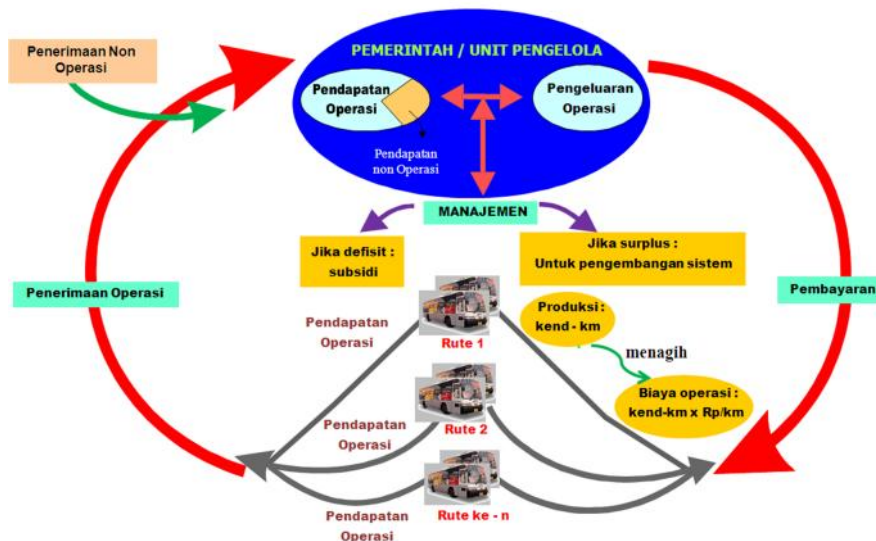 PEMERINTAH / UNIT PENGELOLA
Penerimaan Non
Operasi
Pendapatan
Operasi
Pengeluaran
Operasi
Pendapatan
non Operasi
MANAJEMEN
Jika defisit :
subsidi
Jika surplus :
Untuk pengembangan sistem
Penerimaan Operasi
Pembayaran
Pendapatan
Operasi
Rute 1
Produksi :
kend - km
menagih
Biaya operasi :
kend-km x Rp/km
Pendapatan
Operasi
Rute 2
Pendapatan
Operasi
Rute ke - n